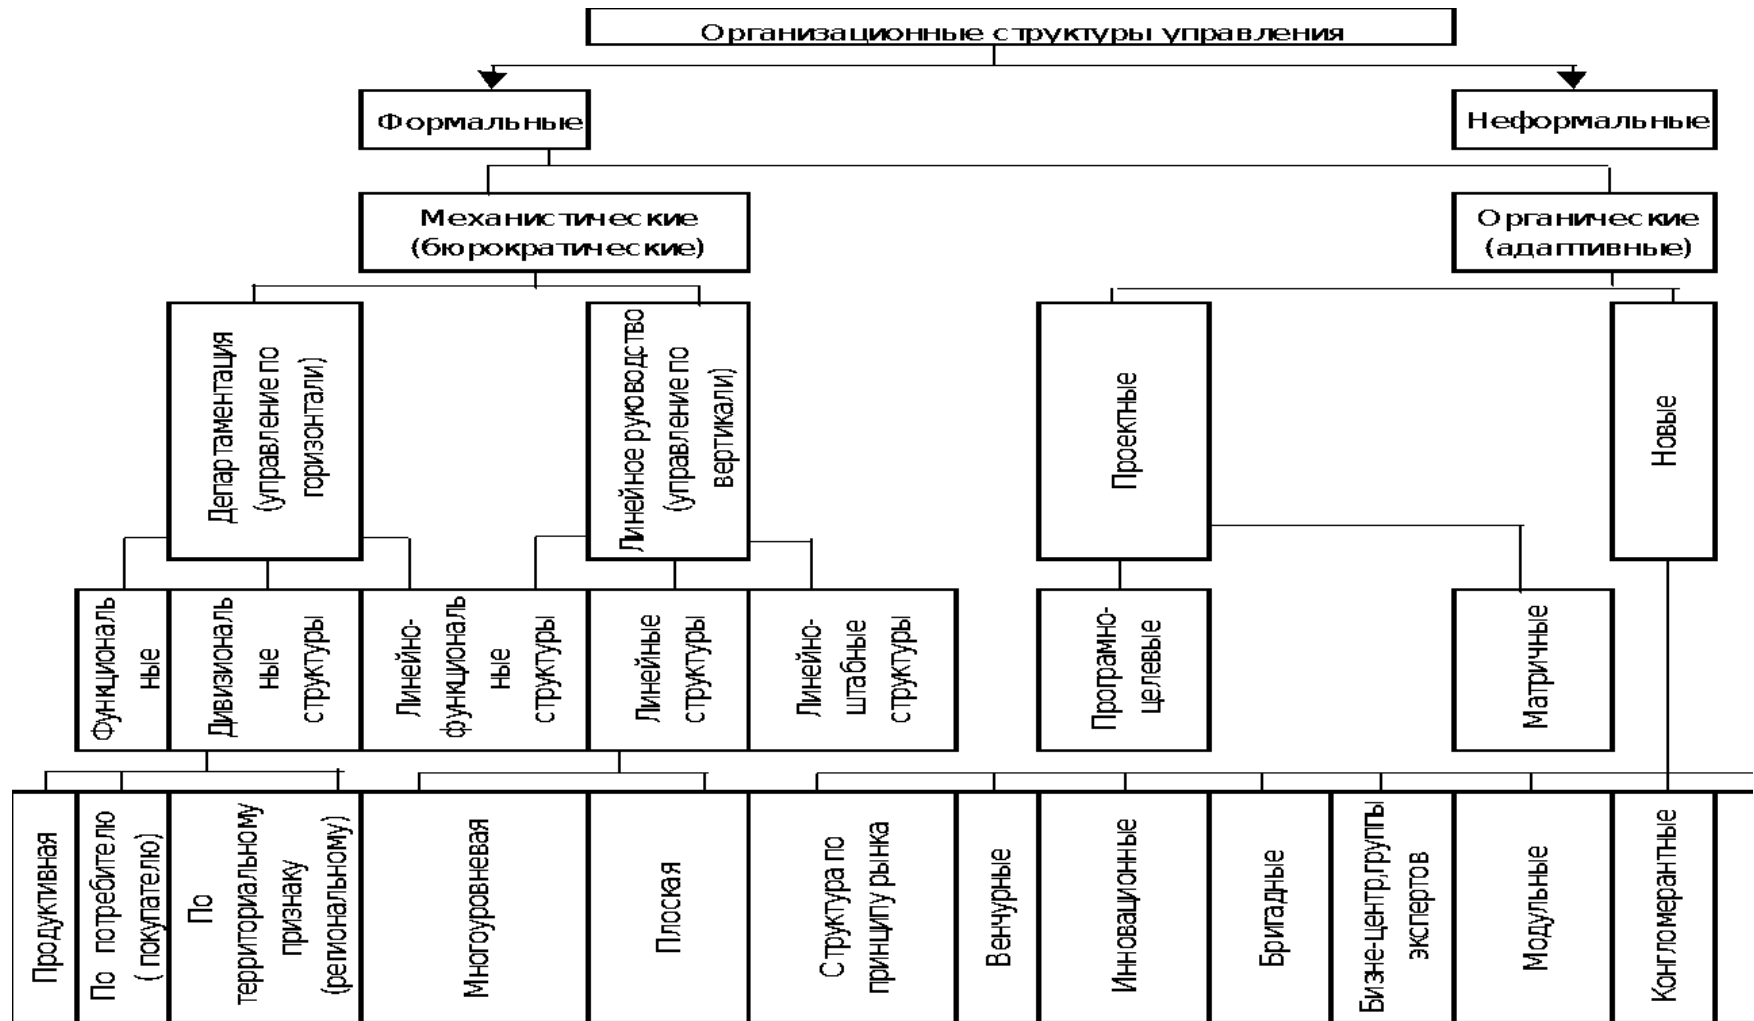 Организационные структуры управления
Формальные
Неформальные
Механистические
(бюрократические)
Органические
(адаптивные)
Департаментация
(управление по
горизонтали)
Линейное руководство
(управление по
вертикали)
Проектные
Новые
Функциональ
ные
Дивизиональ
ные
структуры
Линейно-
функциональ
ные
структуры
Линейные
структуры
Линейно-
штабные
структуры
Програмно-
целевые
Матричные
Продуктивная
По потребителю
( покупателю)
По
территориальному
признаку
(региональному)
Многоуровневая
Плоская
Структура по
принципу рынка
Венчурные
Инновационные
Бригадные
Бизне-центр,группы
экспертов
Модульные
Конгломерантные